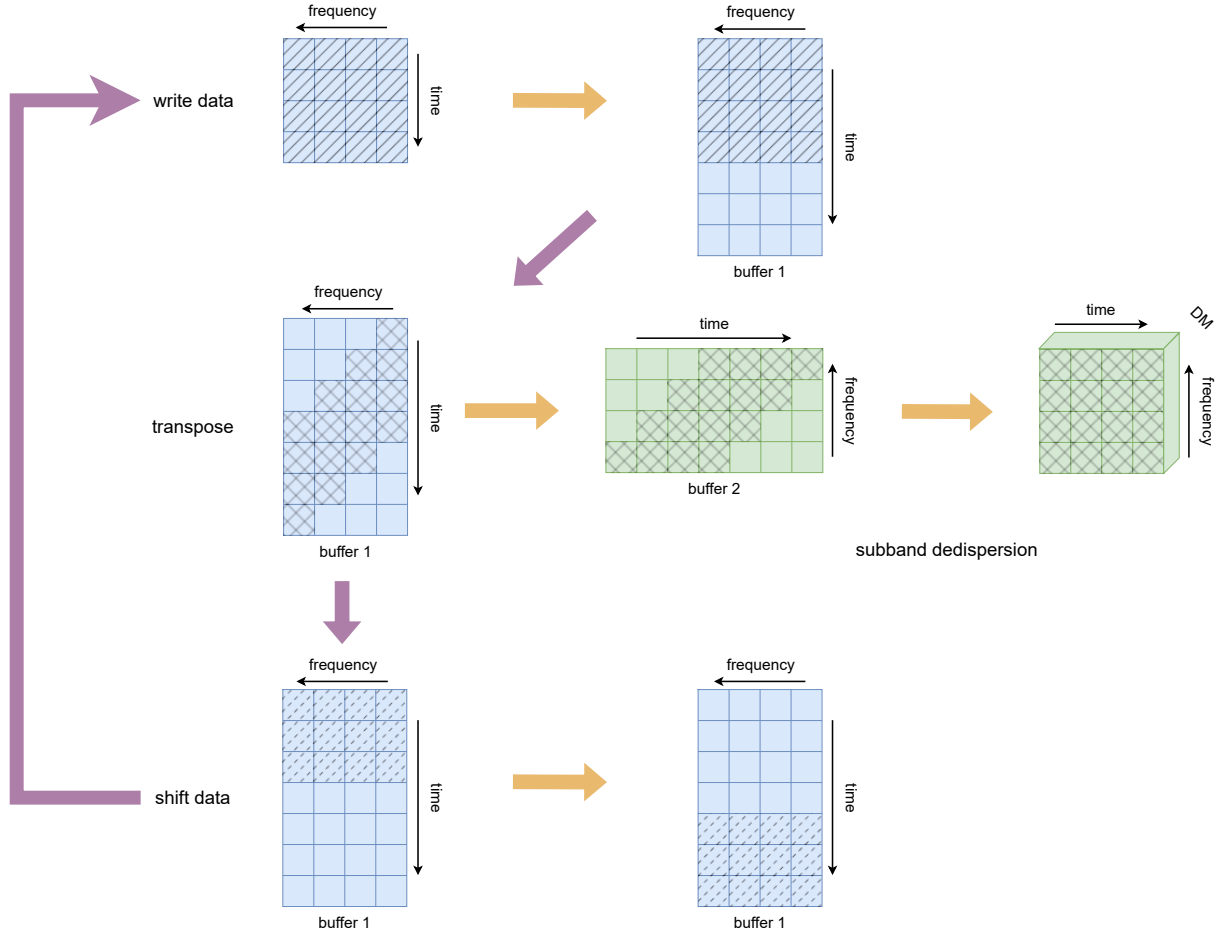 frequency
frequency
write data
time
time
buffer 1
frequency
time
time
DM
transpose
time
frequency
frequency
buffer 2
buffer 1
subband dedispersion
frequency
frequency
shift data
time
time
buffer 1
buffer 1